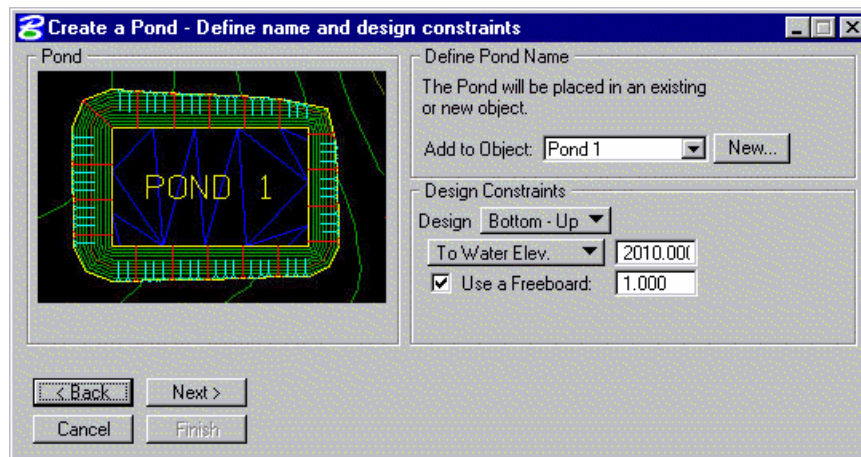 Create a Pond - Define name and design constraints
Pond
POND 1
Define Pond Name
The Pond will be placed in an existing
or new object.
Add to Object: Pond 1 New...
Design Constraints
Design Bottom - Up
To Water Elev. 2010.00(
Use a Freeboard: 1.000
< Back Next >
Cancel Finish